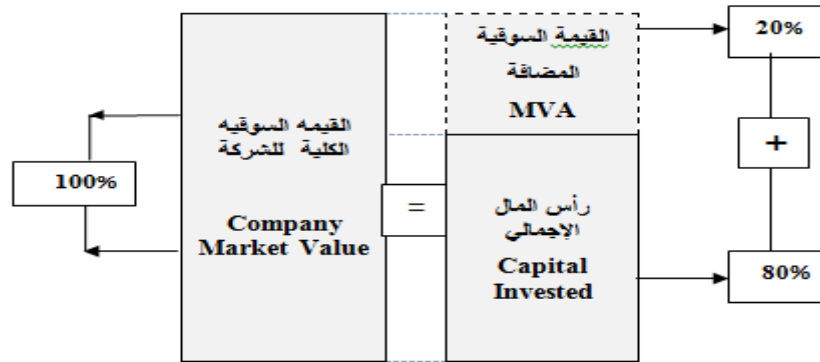 القيمة السوقية
المضافة
MVA
20%
القيمه السوقيه
الكلية للشركة
Company
Market Value
100%
=
+
رأس المال
الإجمالي
Capital
Invested
80%